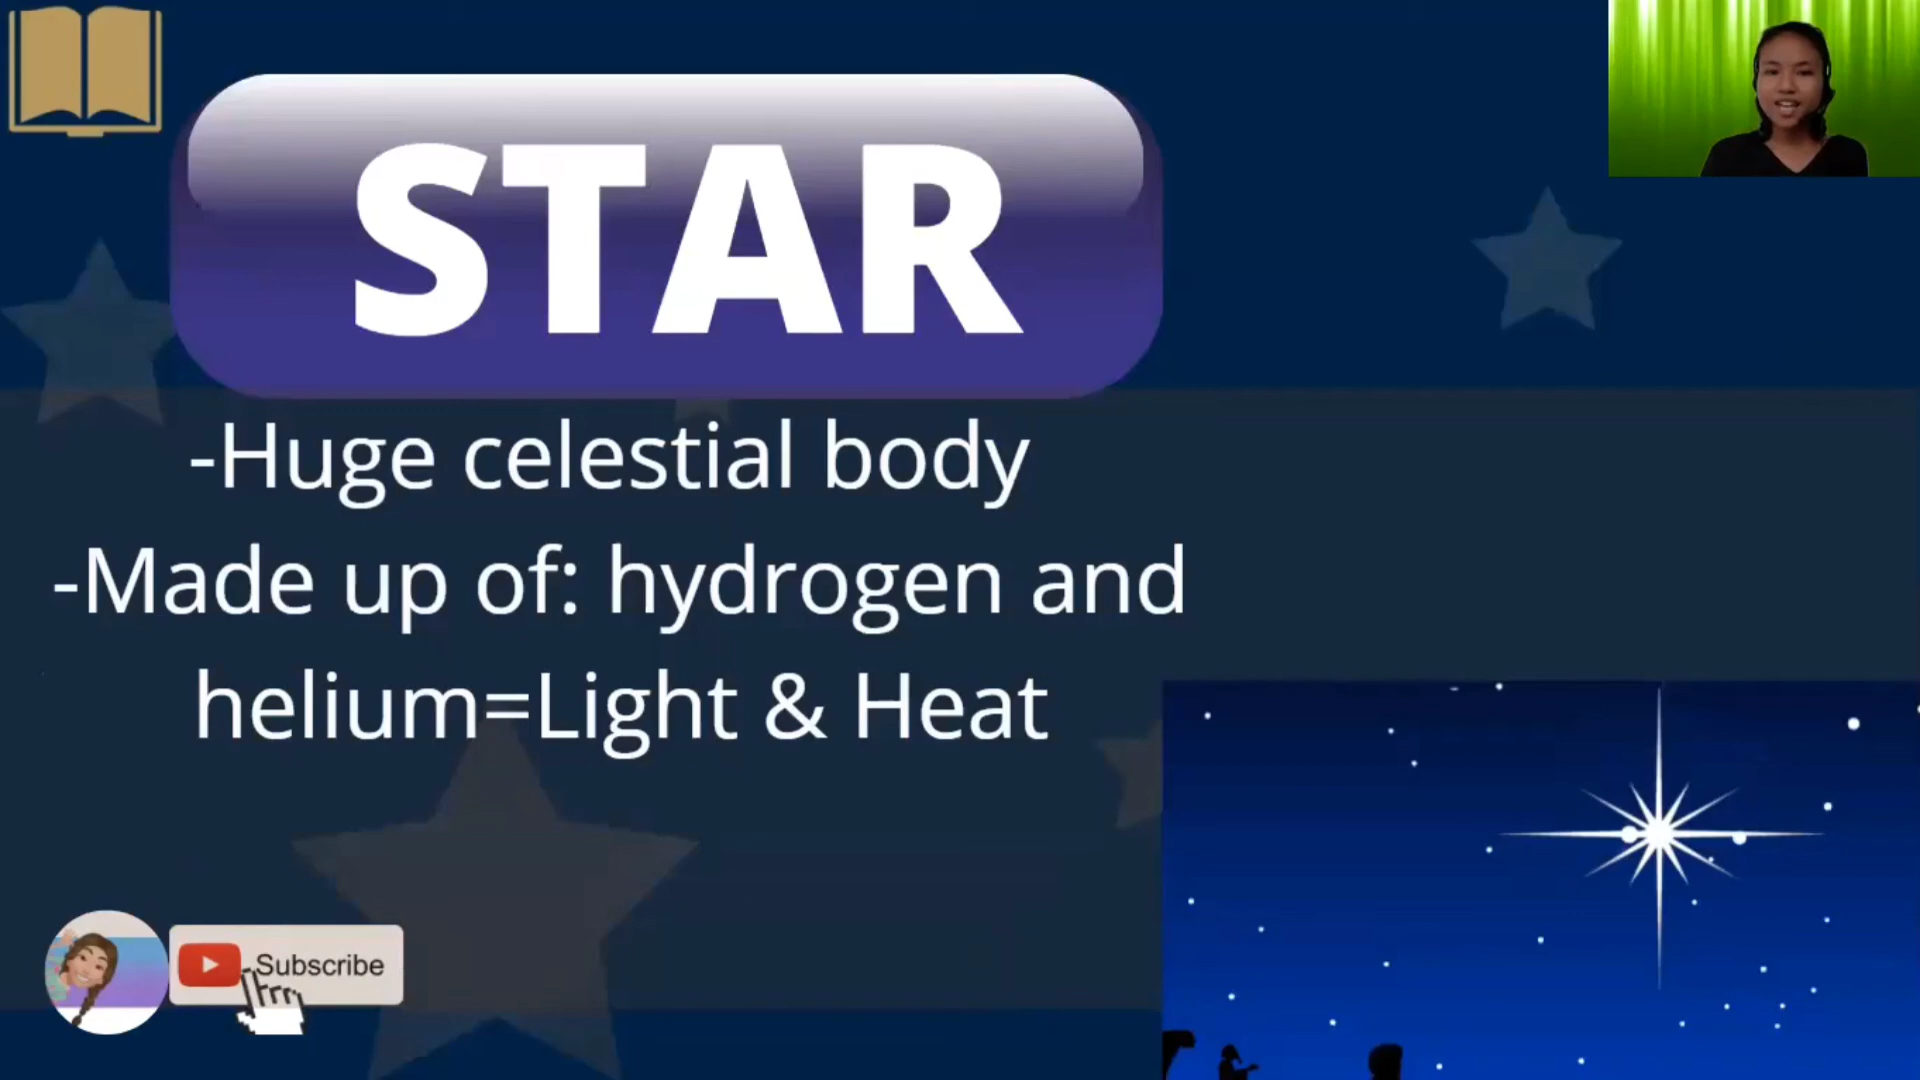 STAR
-Huge celestial body
-Made up of: hydrogen and
helium=Light & Heat
Subscribe